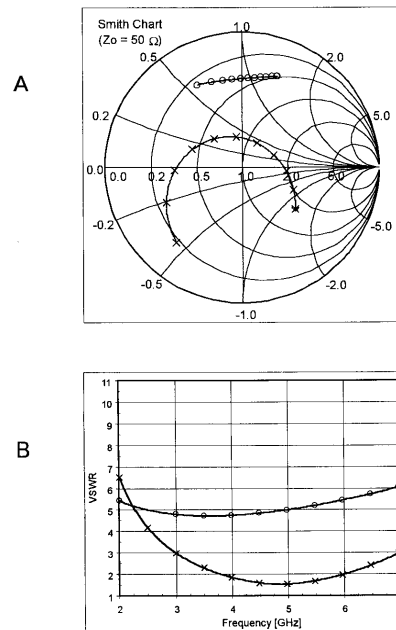 A
Smith Chart
(Zo = 50 Ω)
1.0
0.5
2.0
0.2
5.0
0.0
0.0 0.2 0.5 1.0 2.0 5.0
-0.2
-5.0
-0.5
-2.0
-1.0
B
VSWR
11
10
9
8
7
6
5
4
3
2
1
2 3 4 5 6
Frequency [GHz]